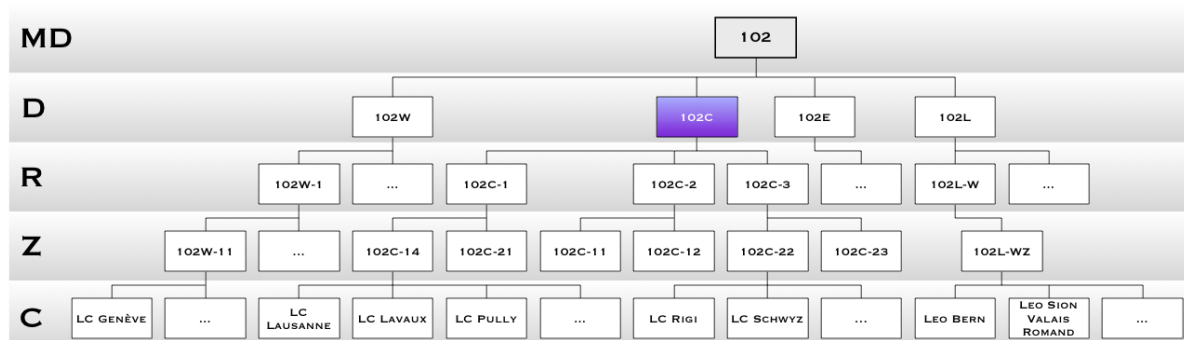 MD
102
D
102W
102C
102E
102L
R
102W-1
...
102C-1
102C-2
102C-3
...
102L-W
...
Z
102W-11
...
102C-14
102C-21
102C-11
102C-12
102C-22
102C-23
102L-WZ
C
LC Genève
...
LC
Lausanne
LC Lavaux
LC Pully
...
LC Rigi
LC Schwyz
...
Leo Bern
Leo Sion
Valais
Romand
...